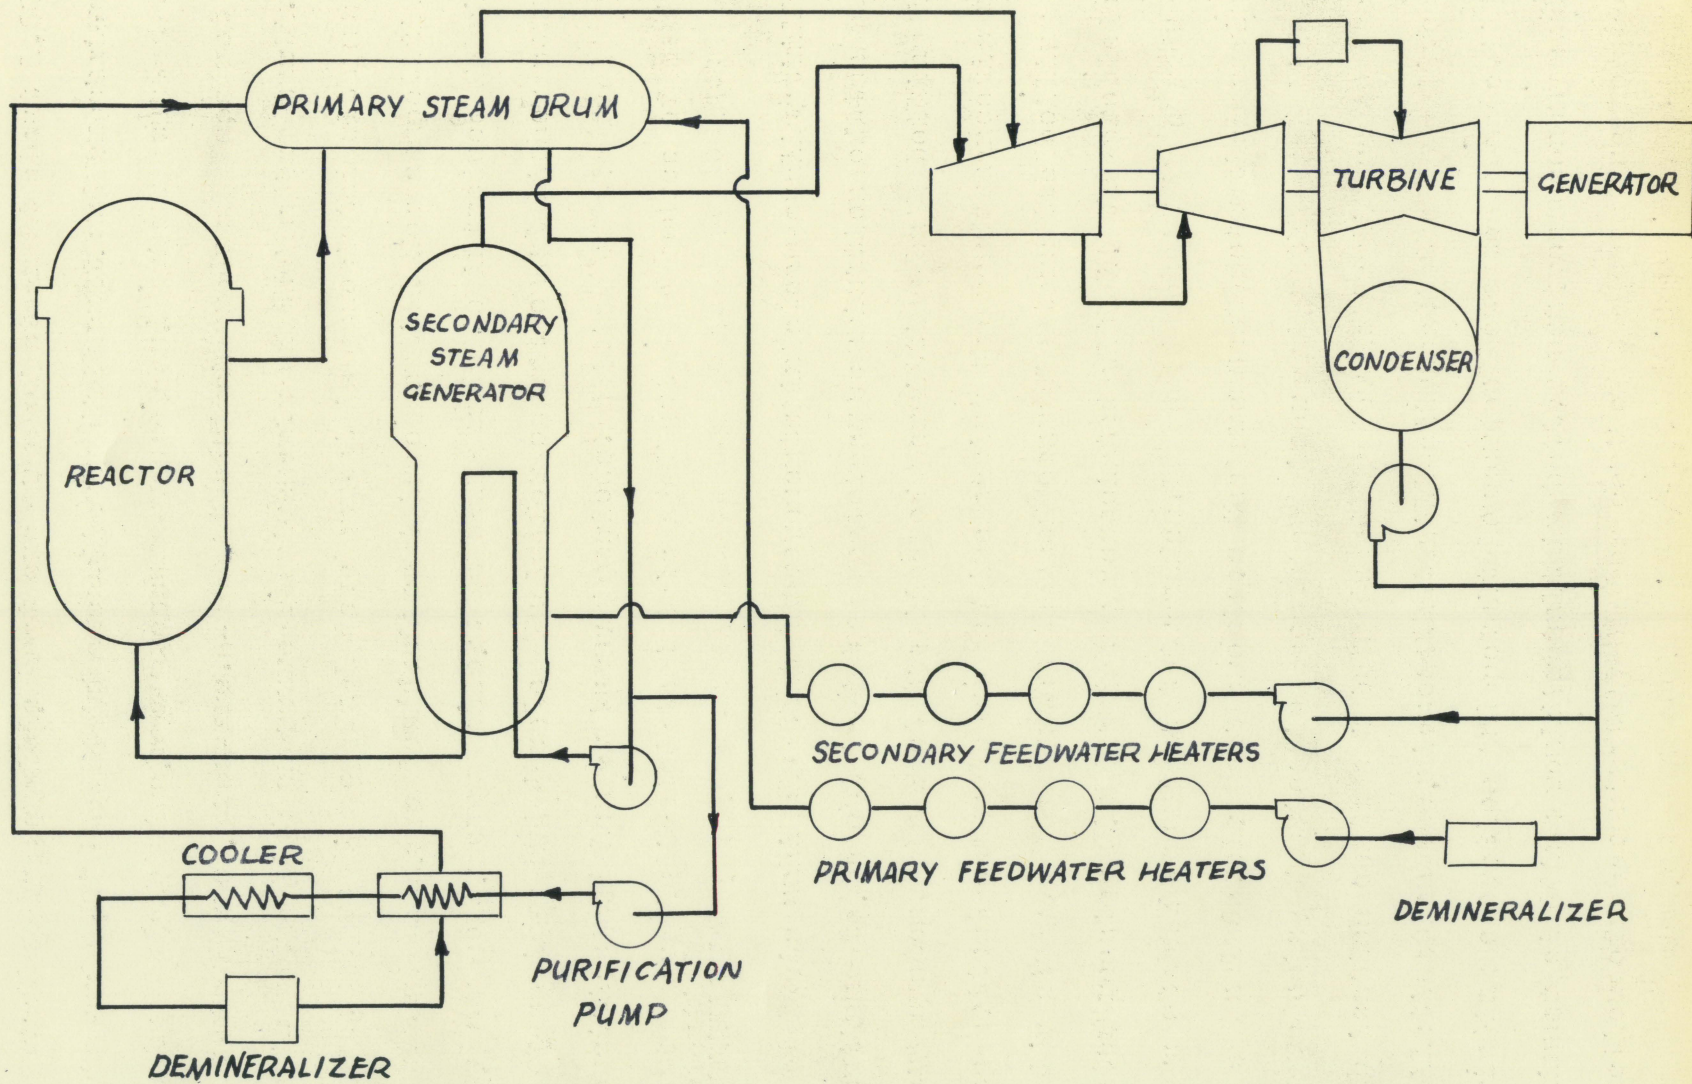 PRIMARY STEAM DRUM
TURBINE
GENERATOR
SECONDARY
STEAM
GENERATOR
CONDENSER
REACTOR
SECONDARY FEEDWATER HEATERS
COOLER
PRIMARY FEEDWATER HEATERS
DEMINERALIZER
PURIFICATION
PUMP
DEMINERALIZER